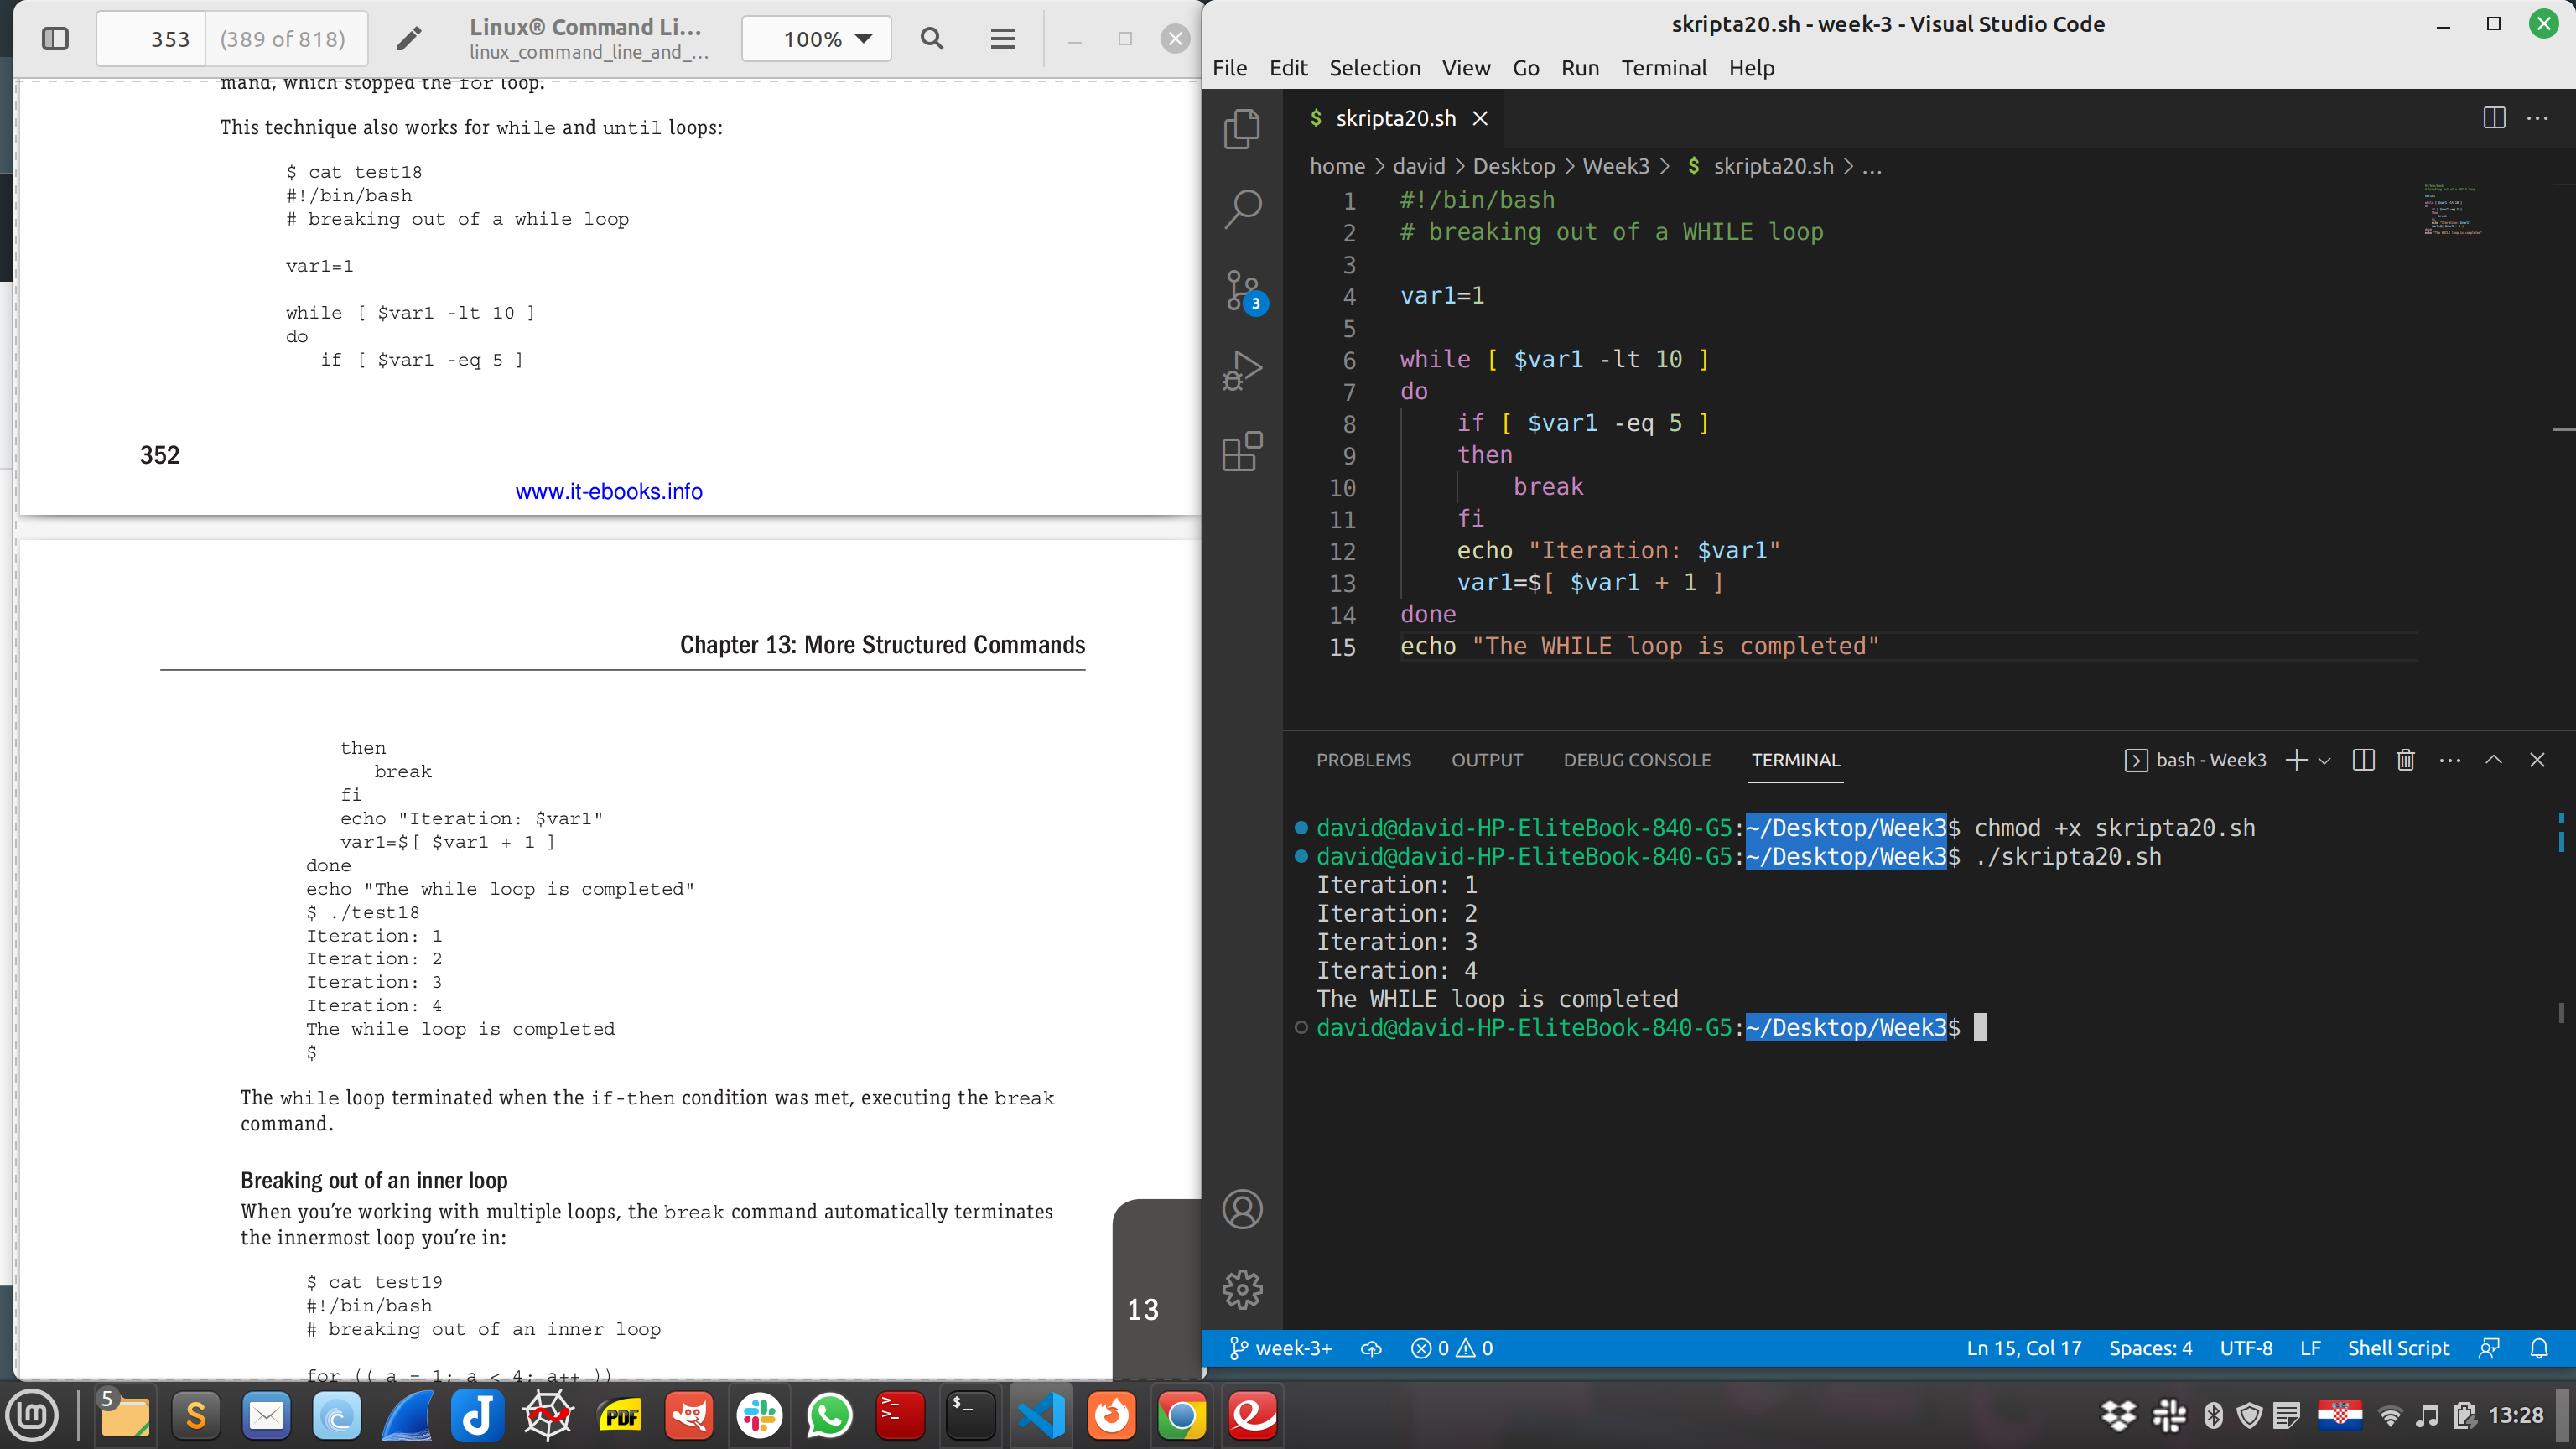 353
(389 of 818)
Linux® Command Li...
linux_command_line_and_...
100%
mand, which stopped the for loop.
This technique also works for while and until loops:
$ cat test18
#!/bin/bash
# breaking out of a while loop
var1=1
while [ $var1 -lt 10 ]
do
if [ $var1 -eq 5 ]
352
www.it-ebooks.info
Chapter 13: More Structured Commands
then
break
fi
echo "Iteration: $var1"
var1=$[ $var1 + 1 ]
done
echo "The while loop is completed"
$ ./test18
Iteration: 1
Iteration: 2
Iteration: 3
Iteration: 4
The while loop is completed
$
The while loop terminated when the if-then condition was met, executing the break
command.
Breaking out of an inner loop
When you're working with multiple loops, the break command automatically terminates
the innermost loop you're in:
$ cat test19
#!/bin/bash
# breaking out of an inner loop
for (( a = 1; a < 4; a++ ))
13
skripta20.sh - week-3 - Visual Studio Code
File Edit Selection View Go Run Terminal Help
$ skripta20.sh
home > david > Desktop > Week3 > $ skripta20.sh > ...
3
1 #!/bin/bash
2 # breaking out of a WHILE loop
3
4 var1=1
5
6 while [ $var1 -lt 10 ]
7 do
8 if [ $var1 -eq 5 ]
9 then
10 break
11 fi
12 echo "Iteration: $var1"
13 var1=$[ $var1 + 1 ]
14 done
15 echo "The WHILE loop is completed"
PROBLEMS OUTPUT DEBUG CONSOLE TERMINAL
bash - Week3
david@david-HP-EliteBook-840-G5:~/Desktop/Week3$ chmod +x skripta20.sh
david@david-HP-EliteBook-840-G5:~/Desktop/Week3$ ./skripta20.sh
Iteration: 1
Iteration: 2
Iteration: 3
Iteration: 4
The WHILE loop is completed
david@david-HP-EliteBook-840-G5:~/Desktop/Week3$
week-3+ 0 0
Ln 15, Col 17 Spaces: 4 UTF-8 LF Shell Script
5
S
PDF
$_
13:28